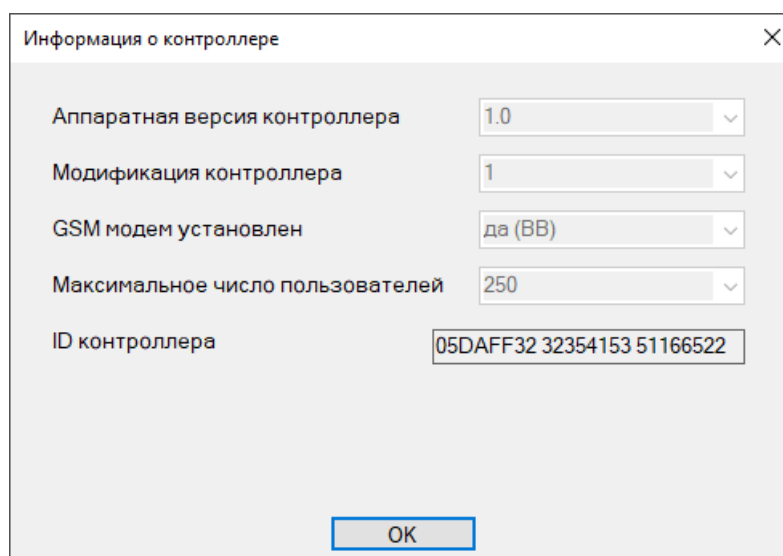 Информация о контроллере
Аппаратная версия контроллера 1.0
Модификация контроллера 1
GSM модем установлен да (BB)
Максимальное число пользователей 250
ID контроллера 05DAFF32 32354153 51166522
OK